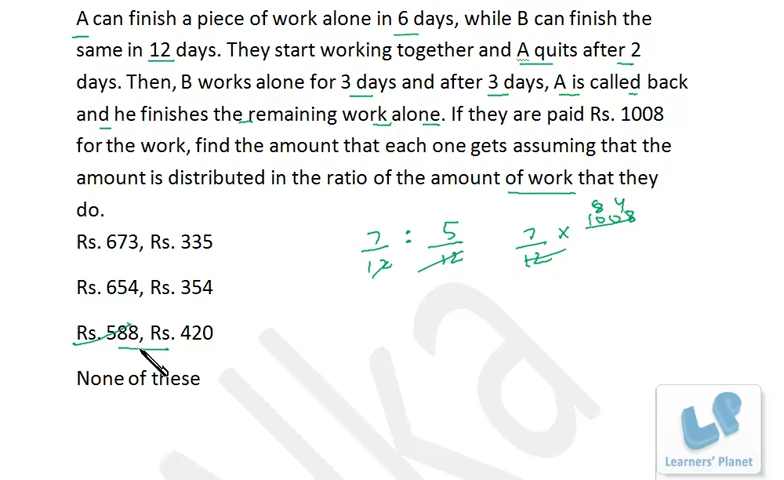 A can finish a piece of work alone in 6 days, while B can finish the
same in 12 days. They start working together and A quits after 2
days. Then, B works alone for 3 days and after 3 days, A is called back
and he finishes the remaining work alone. If they are paid Rs. 1008
for the work, find the amount that each one gets assuming that the
amount is distributed in the ratio of the amount of work that they
do.
84
7/12 : 5/12 7/12 x 1008
Rs. 673, Rs. 335
Rs. 654, Rs. 354
Rs. 588, Rs. 420
None of these
ulka
LP
Learners' Planet